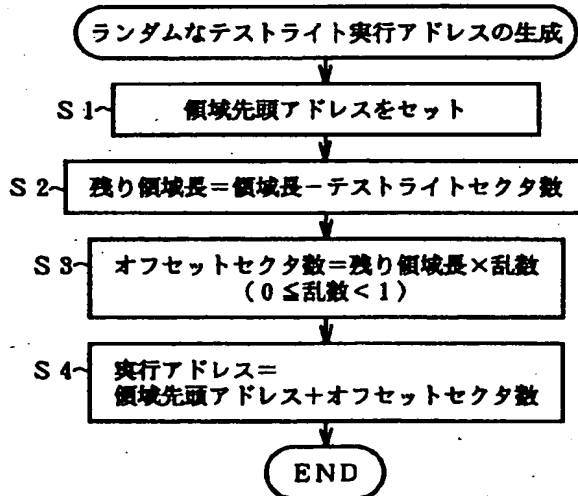 ランダムなテストライト実行アドレスの生成
S1
領域先頭アドレスをセット
S2
残り領域長＝領域長－テストライトセクタ数
S3
オフセットセクタ数＝残り領域長×乱数
（0≦乱数＜1）
S4
実行アドレス＝
領域先頭アドレス＋オフセットセクタ数
END